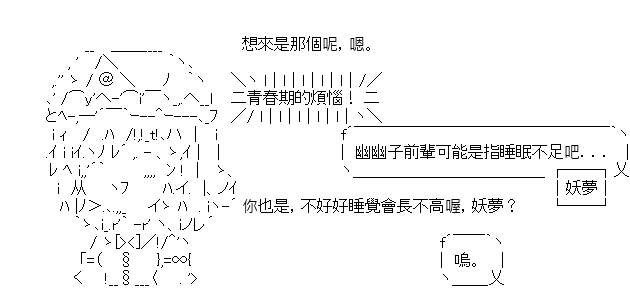 想來是那個呢，嗯。
二青春期的煩惱！ 二
幽幽子前輩可能是指睡眠不足吧．．．
妖夢
你也是，不好好睡覺會長不高喔，妖夢？
嗚。